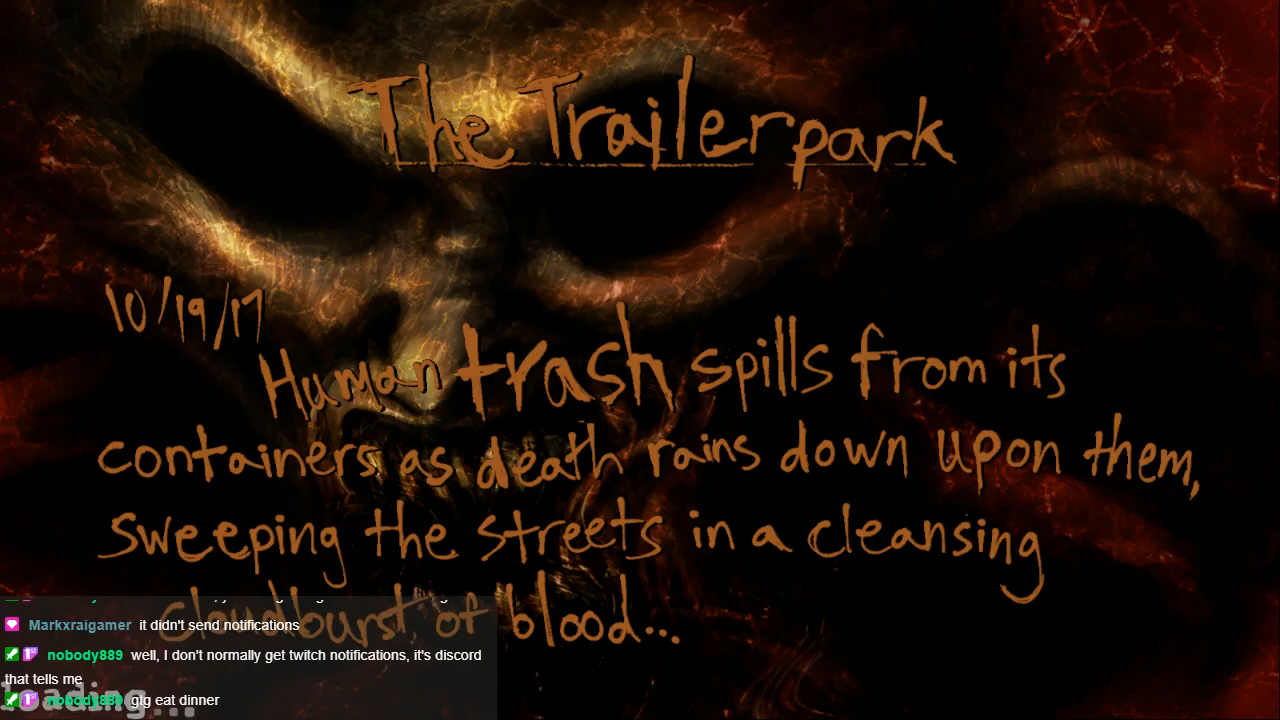 The Trailerpark
10/19/17
Human trash spills from its
containers as death rains down upon them,
sweeping the streets in a cleansing
cloudburst of blood...
Markxraigamer it didn't send notifications
nobody889 well, I don't normally get twitch notifications, it's discord
that tells me
nobody889 gtg eat dinner
loading...